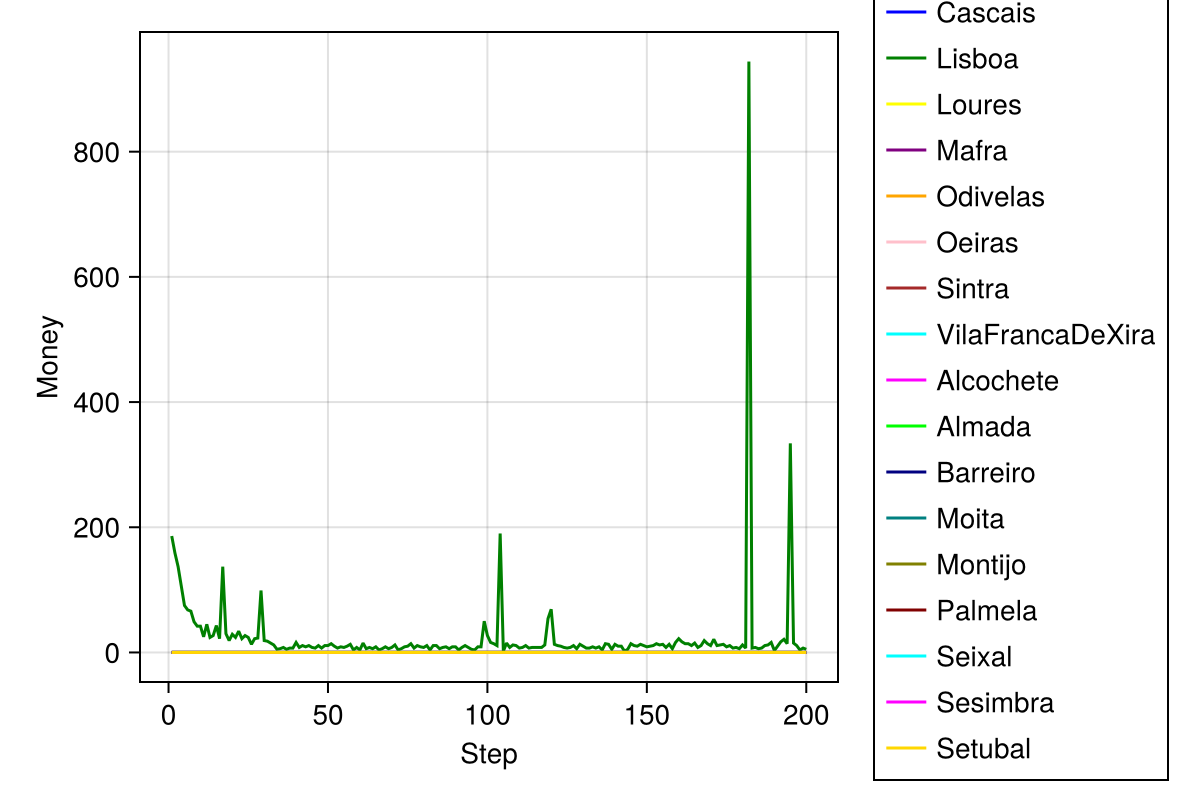 Cascais
Lisboa
Loures
Mafra
Odivelas
Oeiras
Sintra
VilaFrancaDeXira
Alcochete
Almada
Barreiro
Moita
Montijo
Palmela
Seixal
Sesimbra
Setubal
800
600
400
200
0
Money
0 50 100 150 200
Step